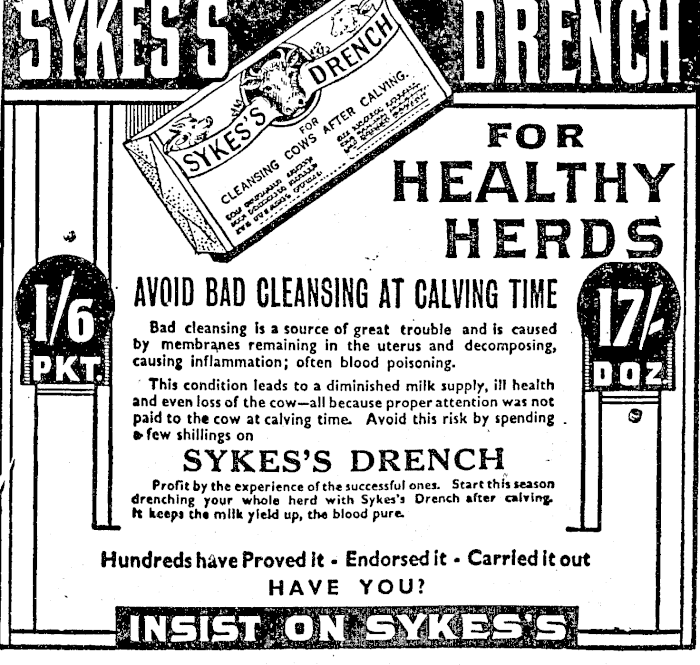 SYKES'S DRENCH
SYKES'S DRENCH
FOR
CLEANSING COWS AFTER CALVING.
FOR
HEALTHY
HERDS
1/6
PKT.
17/-
DOZ.
AVOID BAD CLEANSING AT CALVING TIME
Bad cleansing is a source of great trouble and is caused
by membranes remaining in the uterus and decomposing,
causing inflammation; often blood poisoning.
This condition leads to a diminished milk supply, ill health
and even loss of the cow—all because proper attention was not
paid to the cow at calving time. Avoid this risk by spending
a few shillings on
SYKES'S DRENCH
Profit by the experience of the successful ones. Start this season
drenching your whole herd with Sykes's Drench after calving.
It keeps the milk yield up, the blood pure.
Hundreds have Proved it - Endorsed it - Carried it out
HAVE YOU?
INSIST ON SYKES'S